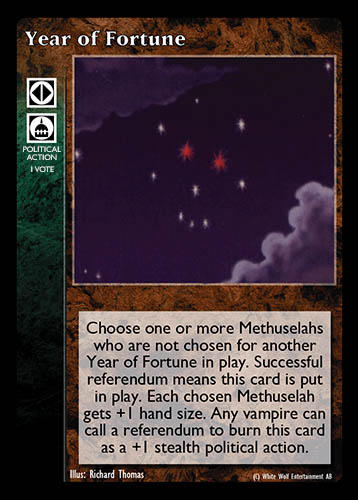 Year of Fortune
POLITICAL
ACTION
1 VOTE
Choose one or more Methuselahs
who are not chosen for another
Year of Fortune in play. Successful
referendum means this card is put
in play. Each chosen Methuselah
gets +1 hand size. Any vampire can
call a referendum to burn this card
as a +1 stealth political action.
Illus: Richard Thomas
(C) White Wolf Entertainment AB